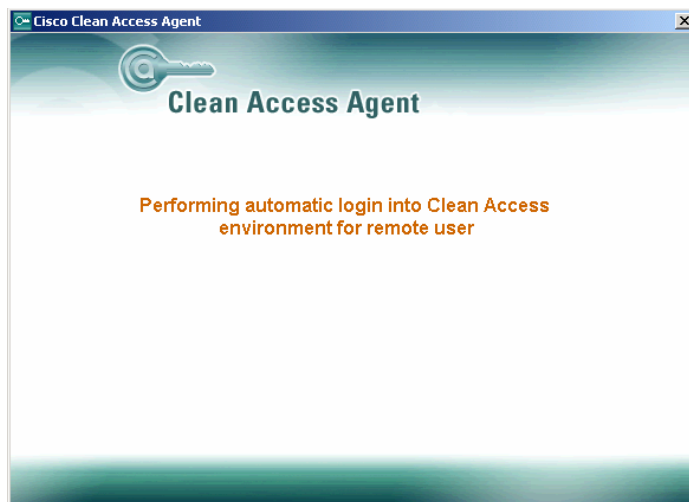 Cisco Clean Access Agent
Clean Access Agent
Performing automatic login into Clean Access
environment for remote user